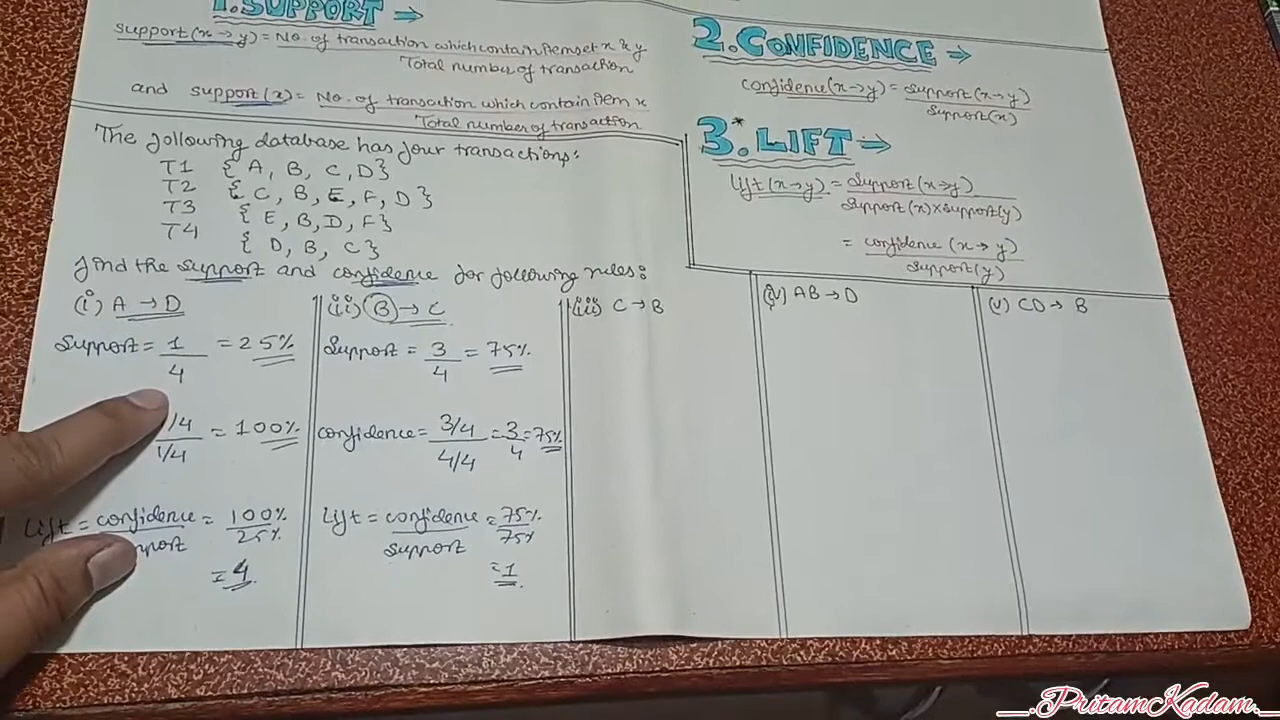 1.SUPPORT →
support(x→y) = No. of transaction which contain itemset x & y
Total number of transaction
and support(x) = No. of transaction which contain item x
Total number of transaction
2.CONFIDENCE →
confidence(x→y) = support(x→y)
support(x)
3.*LIFT →
Lift(x→y) = support(x→y)
support(x)×support(y)
= confidence (x→y)
support(y)
The following database has four transactions:
T1 { A, B, C, D}
T2 { C, B, E, F, D }
T3 { E, B, D, F }
T4 { D, B, C }
find the support and confidence for following rules:
(i) A → D
support = 1 = 25%
4
1/4 = 100%
1/4
Lift = confidence = 100%
25%
= 4
(ii) B → C
support = 3 = 75%
4
confidence = 3/4 = 3 = 75%
4/4 4
Lift = confidence = 75%
support 75%
= 1
(iii) C → B
(iv) AB → D
(v) CD → B
__.PritamKadam.__